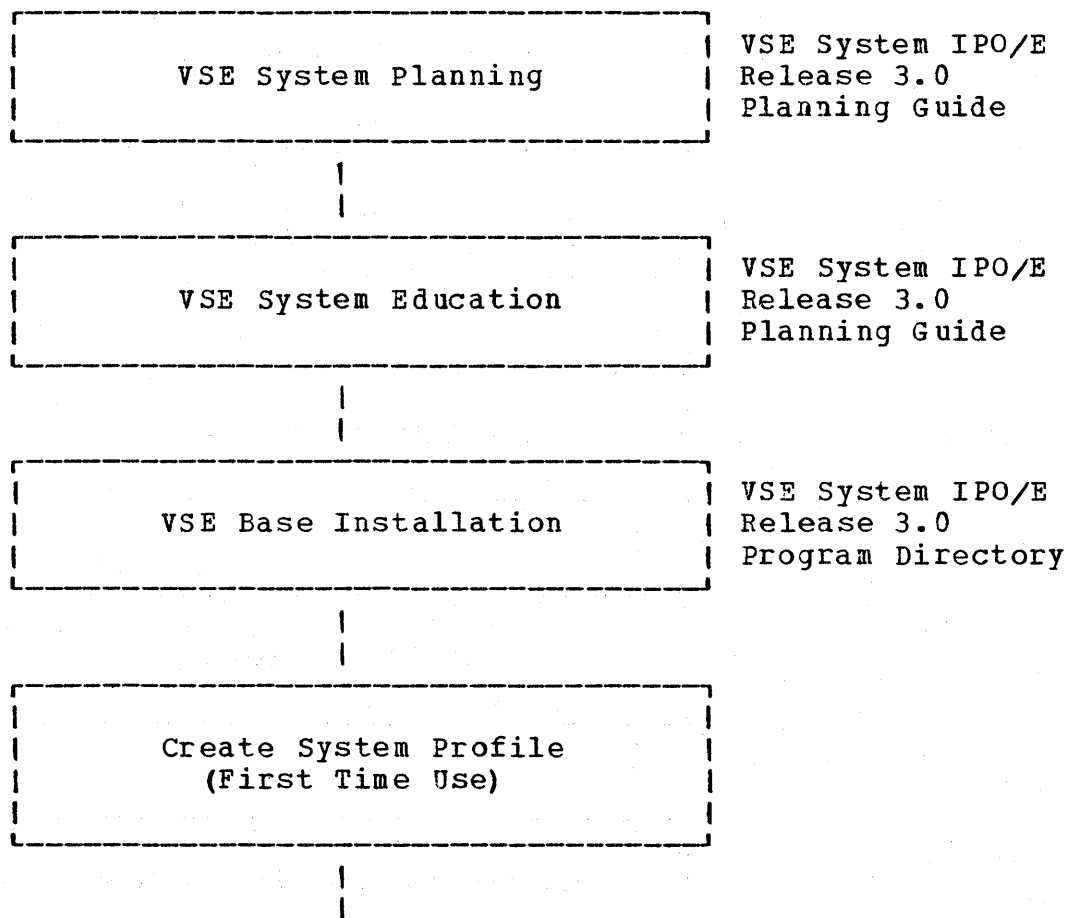 VSE System Planning
VSE System IPO/E
Release 3.0
Planning Guide
VSE System Education
VSE System IPO/E
Release 3.0
Planning Guide
VSE Base Installation
VSE System IPO/E
Release 3.0
Program Directory
Create System Profile
(First Time Use)